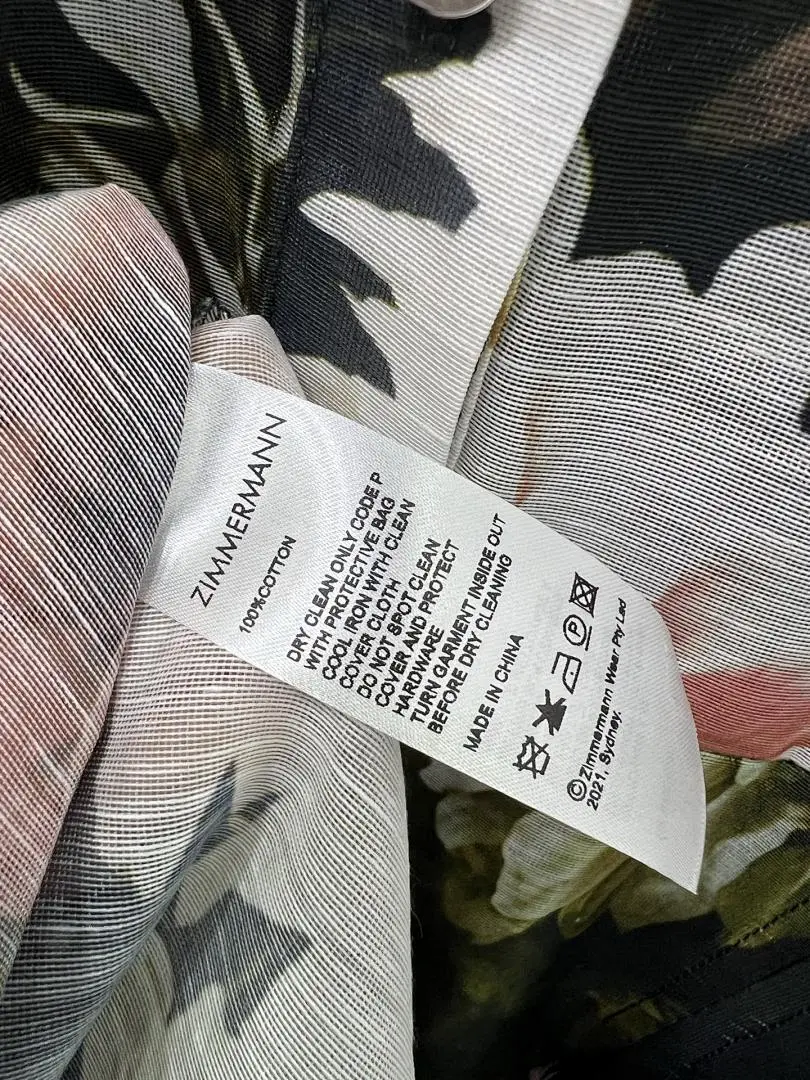 ZIMMERMANN
100%COTTON
DRY CLEAN ONLY CODE P
WITH PROTECTIVE BAG
COOL IRON WITH CLEAN
COVER CLOTH
DO NOT SPOT CLEAN
COVER AND PROTECT
HARDWARE
TURN GARMENT INSIDE OUT
BEFORE DRY CLEANING
MADE IN CHINA
P
©Zimmermann Wear Pty Ltd
2021, Sydney.